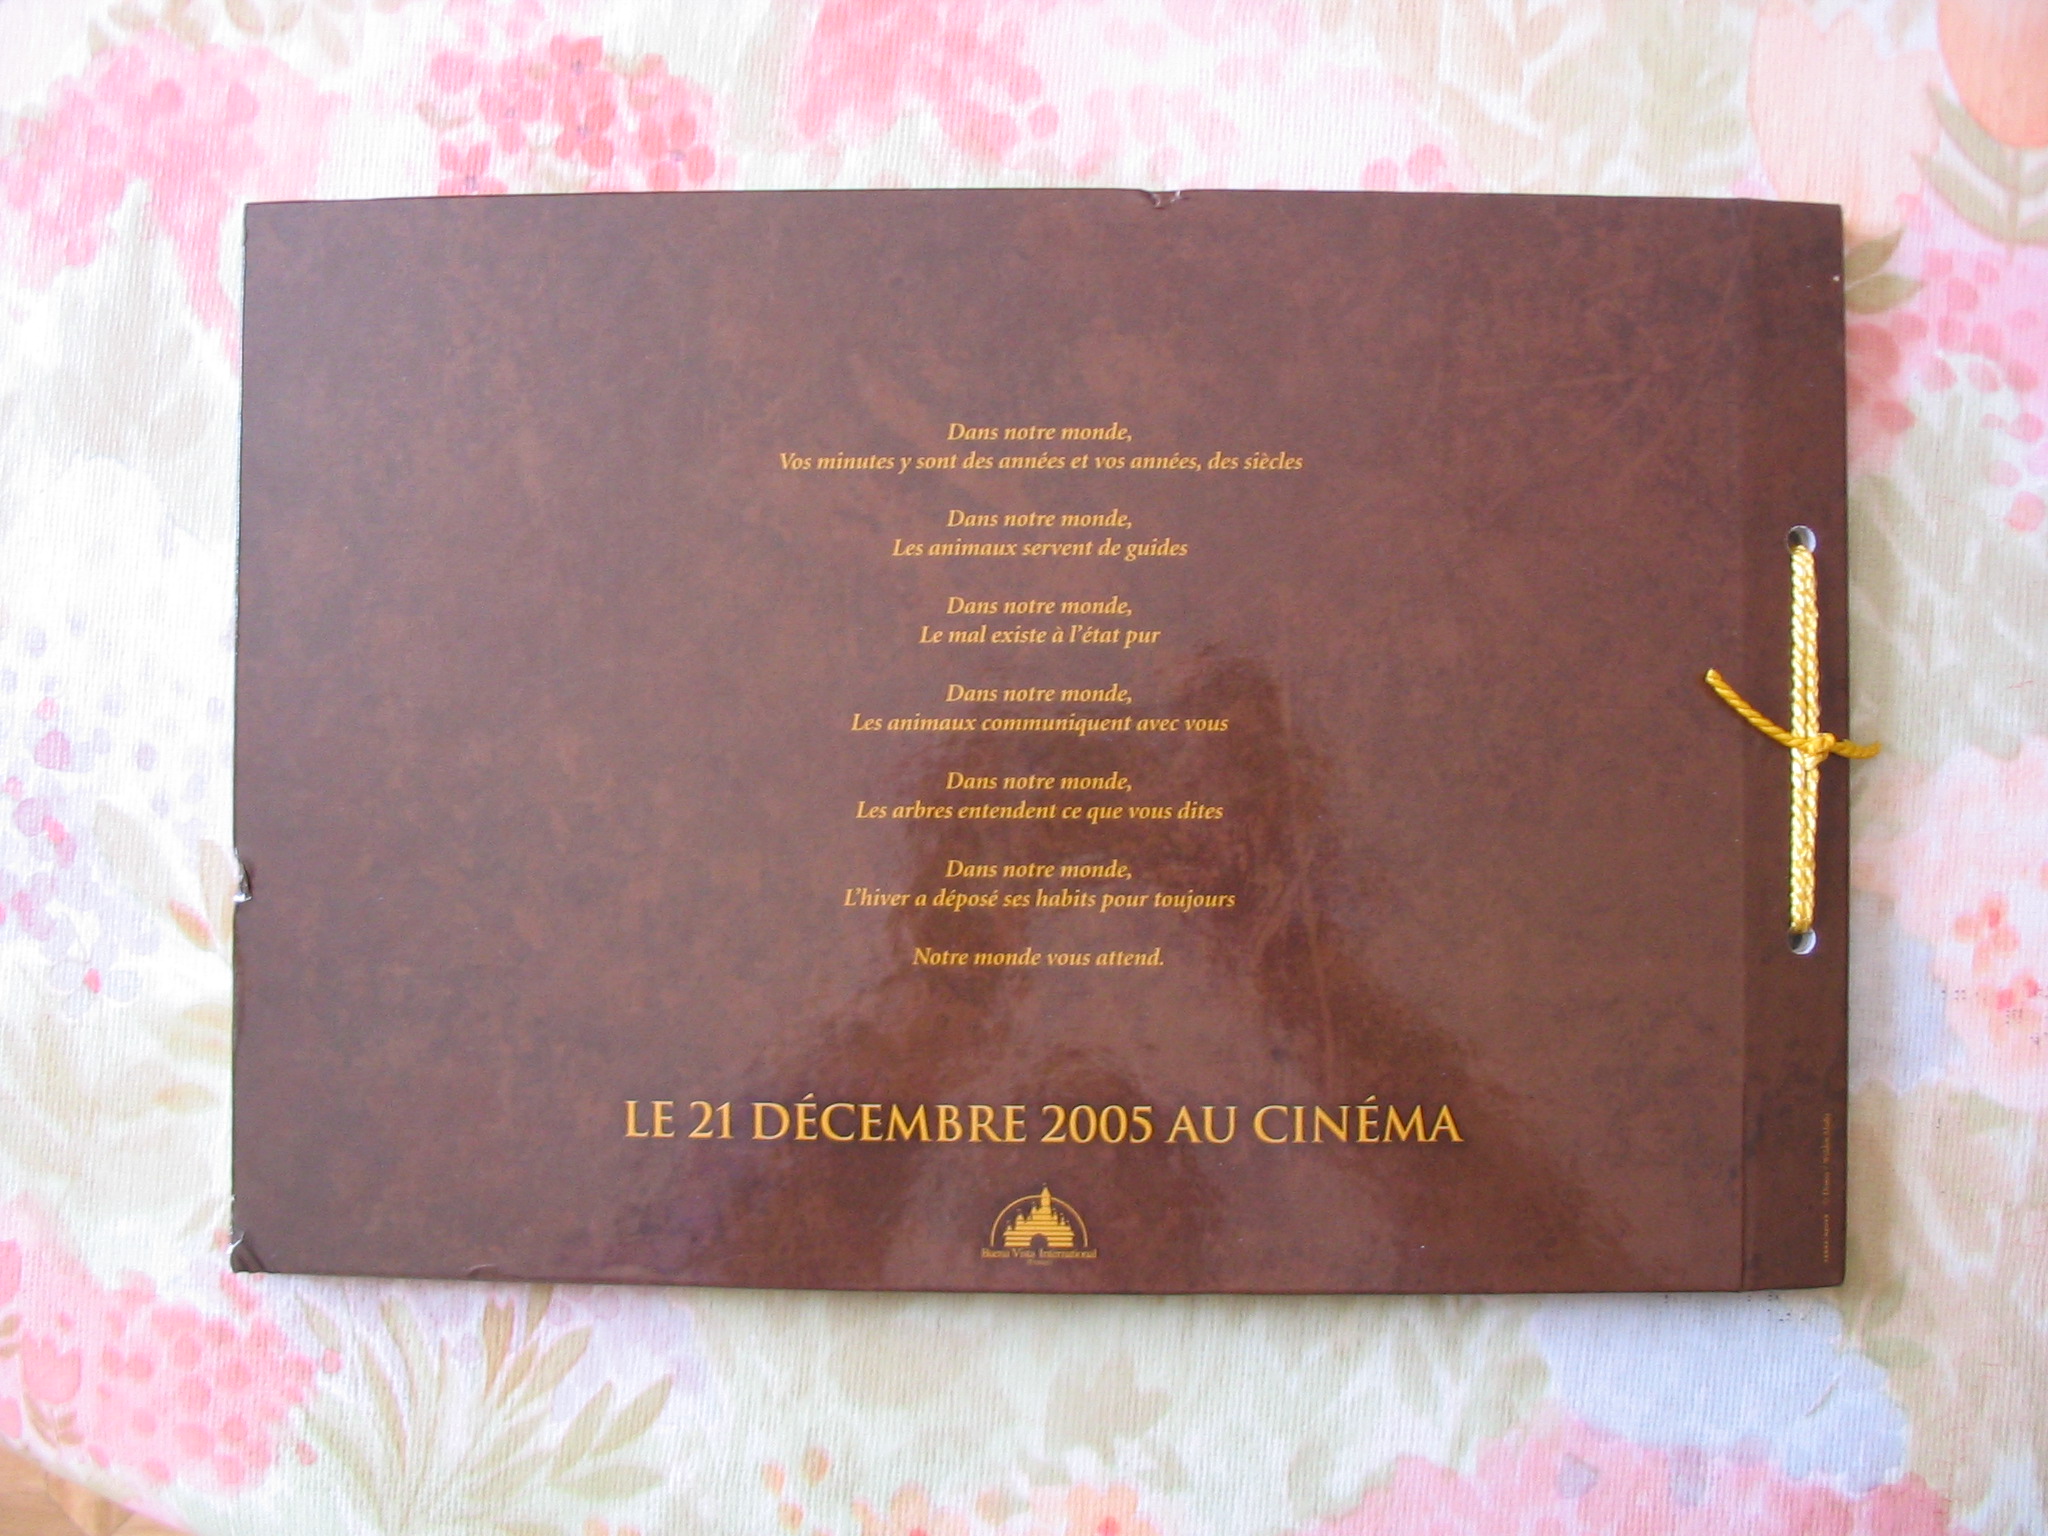 Dans notre monde,
Vos minutes y sont des années et vos années, des siècles
Dans notre monde,
Les animaux servent de guides
Dans notre monde,
Le mal existe à l'état pur
Dans notre monde,
Les animaux communiquent avec vous
Dans notre monde,
Les arbres entendent ce que vous dites
Dans notre monde,
L'hiver a déposé ses habits pour toujours
Notre monde vous attend.
LE 21 DÉCEMBRE 2005 AU CINÉMA
Buena Vista International